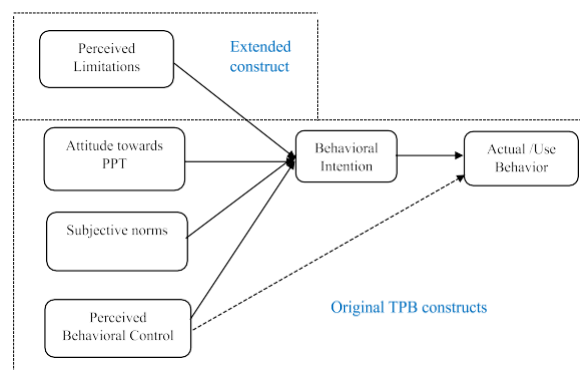 Perceived
Limitations
Extended
construct
Attitude towards
PPT
Behavioral
Intention
Actual /Use
Behavior
Subjective norms
Perceived
Behavioral Control
Original TPB constructs